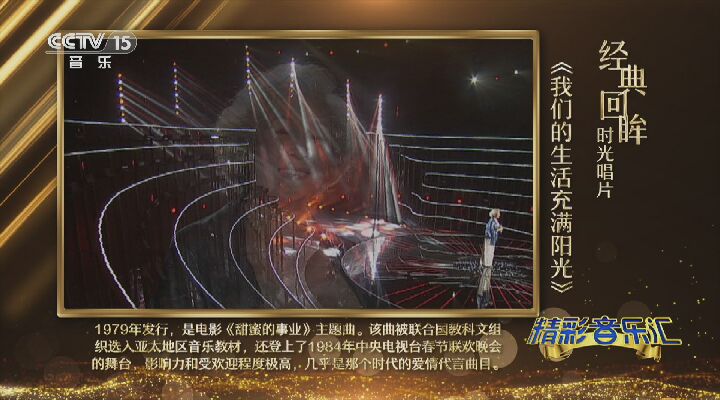 CCTV 15
音乐
经典回眸
时光唱片
《我们的生活充满阳光》
1979年发行，是电影《甜蜜的事业》主题曲。该曲被联合国教科文组
织选入亚太地区音乐教材，还登上了1984年中央电视台春节联欢晚会
的舞台，影响力和受欢迎程度极高，几乎是那个时代的爱情代言曲目。
精彩音乐汇